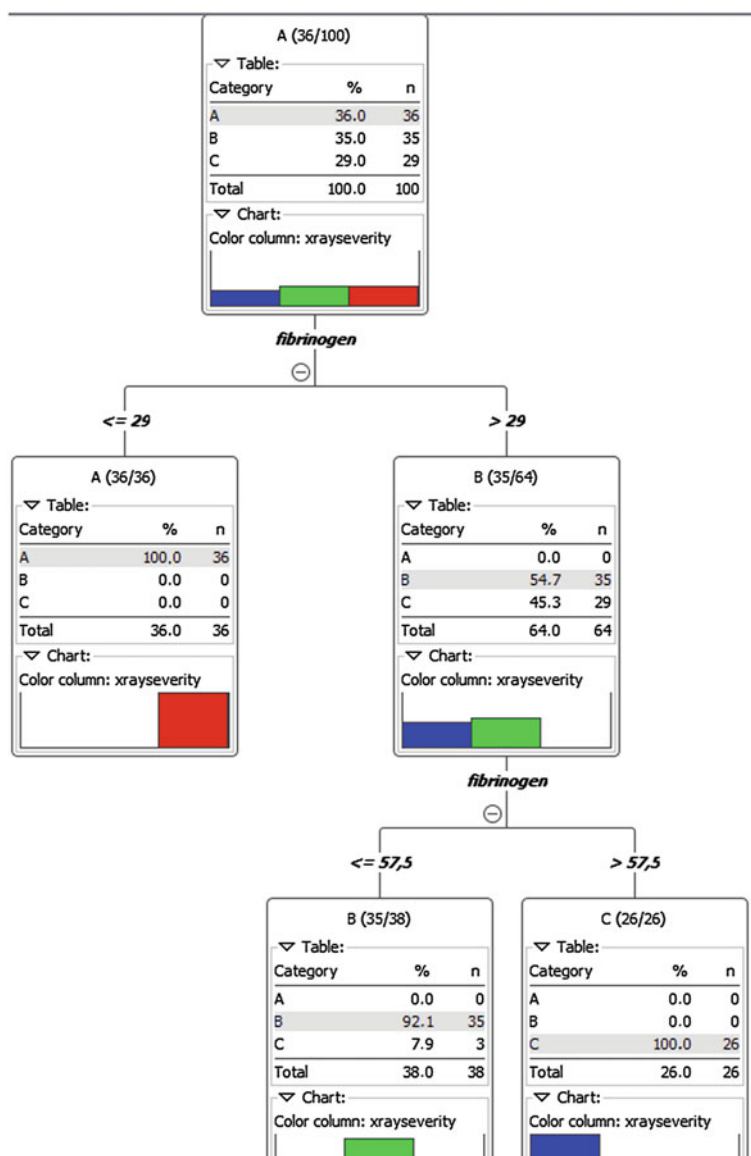 A (36/100)
Table:
Category % n
A 36.0 36
B 35.0 35
C 29.0 29
Total 100.0 100
Chart:
Color column: xrayseverity
fibrinogen
<= 29
> 29
A (36/36)
Table:
Category % n
A 100,0 36
B 0.0 0
C 0.0 0
Total 36.0 36
Chart:
Color column: xrayseverity
B (35/64)
Table:
Category % n
A 0.0 0
B 54.7 35
C 45.3 29
Total 64.0 64
Chart:
Color column: xrayseverity
fibrinogen
<= 57,5
> 57,5
B (35/38)
Table:
Category % n
A 0.0 0
B 92.1 35
C 7.9 3
Total 38.0 38
Chart:
Color column: xrayseverity
C (26/26)
Table:
Category % n
A 0.0 0
B 0.0 0
C 100.0 26
Total 26.0 26
Chart:
Color column: xrayseverity